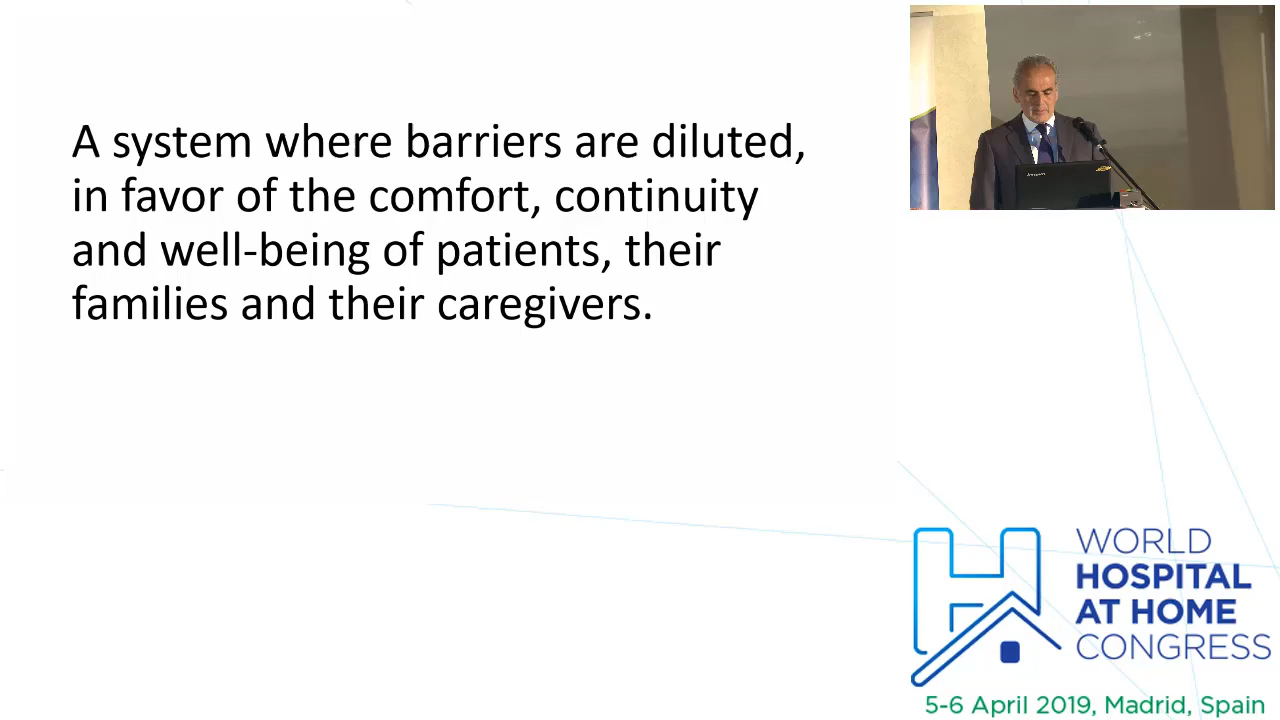 A system where barriers are diluted,
in favor of the comfort, continuity
and well-being of patients, their
families and their caregivers.
WORLD
HOSPITAL
AT HOME
CONGRESS
5-6 April 2019, Madrid, Spain